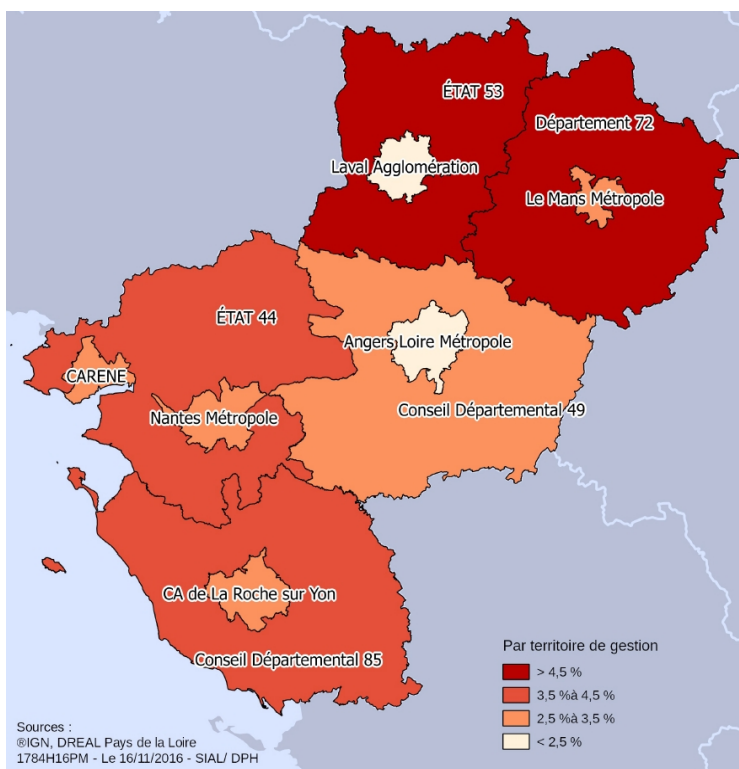 ÉTAT 53
Département 72
Laval Agglomération
Le Mans Métropole
ÉTAT 44
Angers Loire Métropole
CARENE
Nantes Métropole
Conseil Départemental 49
CA de La Roche sur Yon
Conseil Départemental 85
Par territoire de gestion
> 4,5 %
3,5 %à 4,5 %
2,5 %à 3,5 %
< 2,5 %
Sources :
®IGN, DREAL Pays de la Loire
1784H16PM - Le 16/11/2016 - SIAL/ DPH